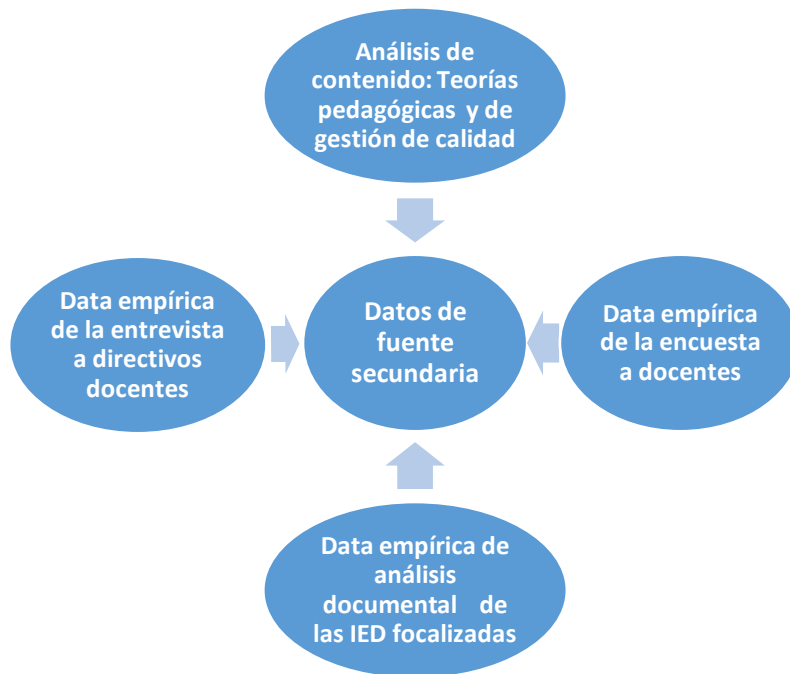 Análisis de
contenido: Teorías
pedagógicas y de
gestión de calidad
Data empírica
de la entrevista
a directivos
docentes
Datos de
fuente
secundaria
Data empírica
de la encuesta
a docentes
Data empírica de
análisis
documental de
las IED focalizadas